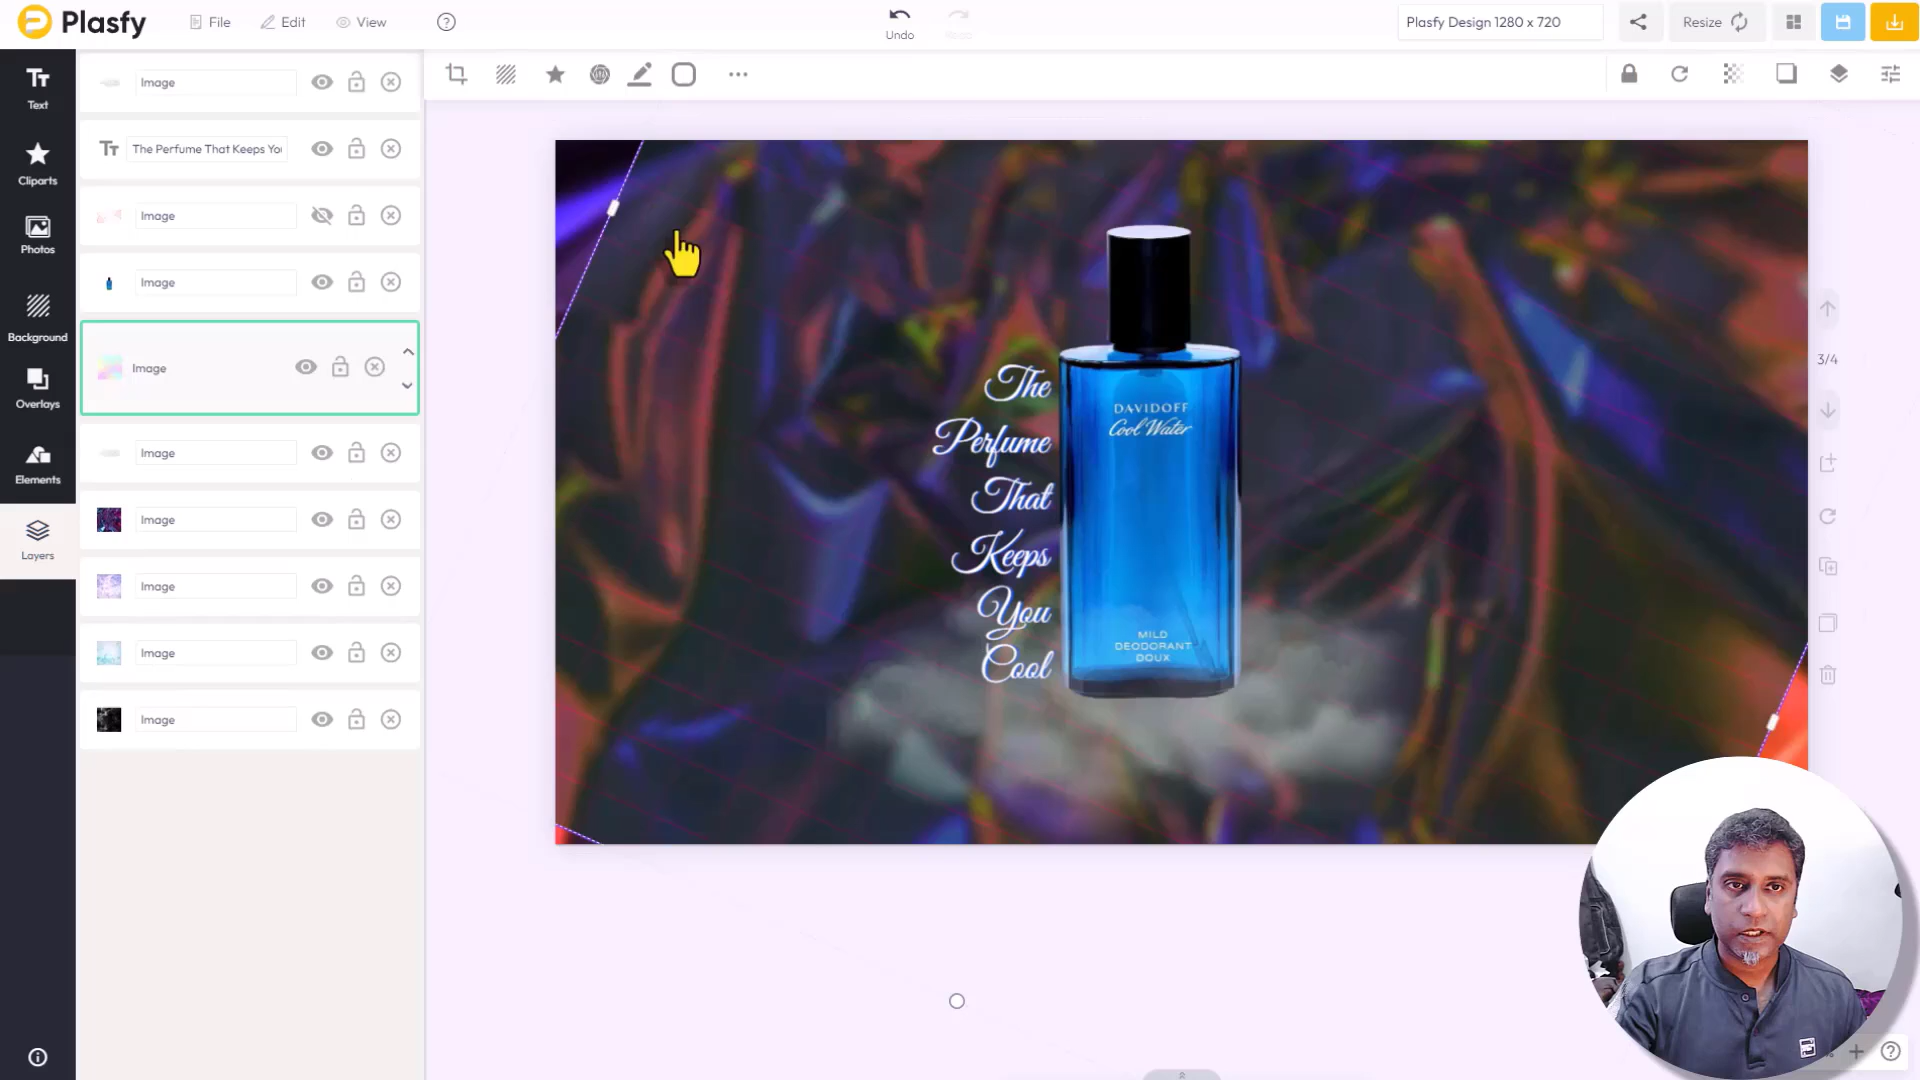 Plasfy
File
Edit
View
Undo
Plasfy Design 1280 x 720
Resize
Text
Cliparts
Photos
Background
Overlays
Elements
Layers
Image
The Perfume That Keeps You
Image
Image
Image
Image
Image
Image
Image
Image
The
Perfume
That
Keeps
You
Cool
DAVIDOFF
Cool Water
MILD
DEODORANT
DOUX
3/4